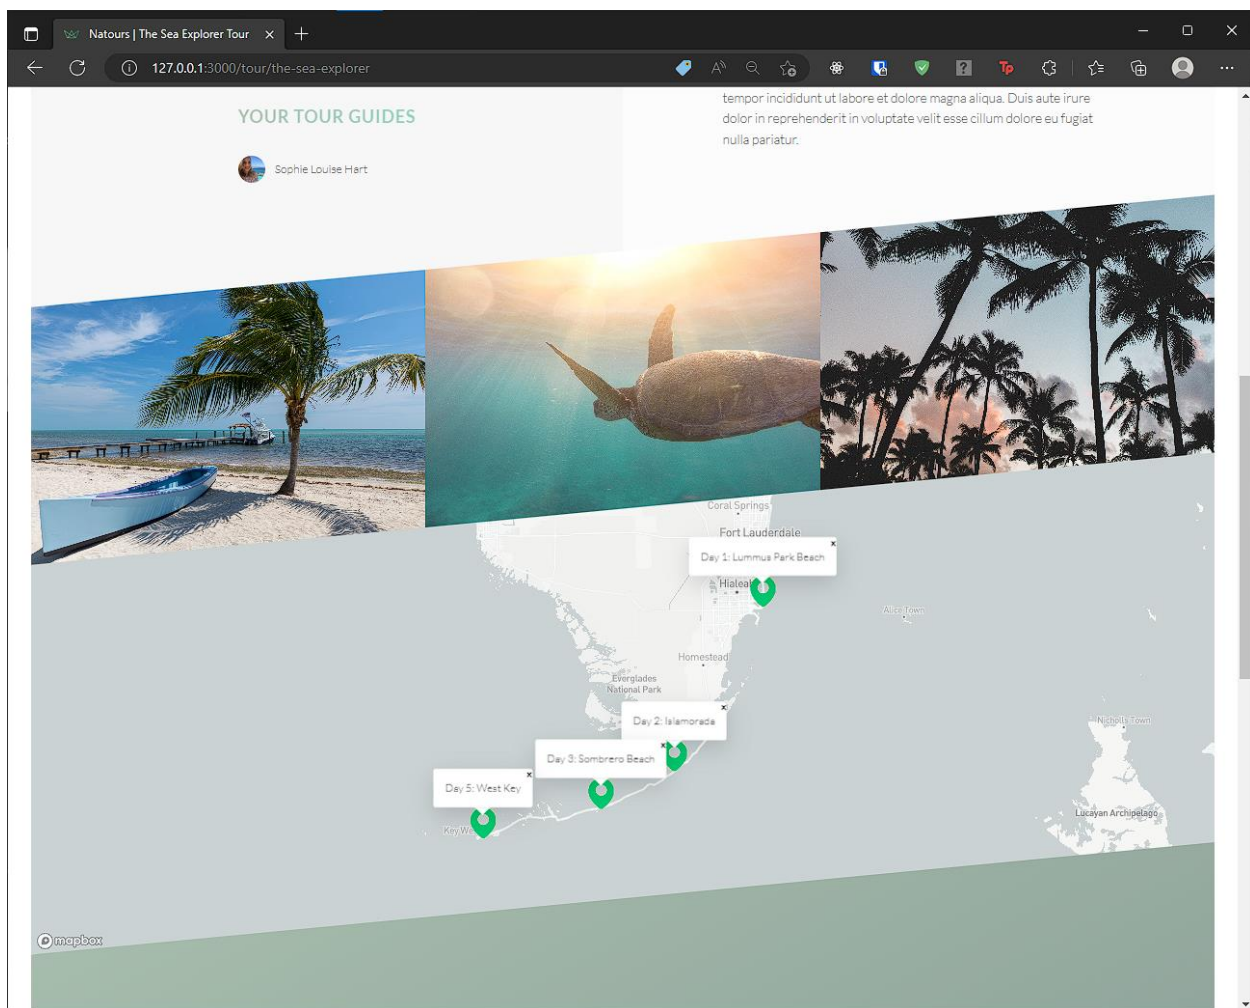 Natours | The Sea Explorer Tour
127.0.0.1:3000/tour/the-sea-explorer
YOUR TOUR GUIDES
Sophie Louise Hart
tempor incididunt ut labore et dolore magna aliqua. Duis aute irure
dolor in reprehenderit in voluptate velit esse cillum dolore eu fugiat
nulla pariatur.
Coral Springs
Fort Lauderdale
Day 1: Lummus Park Beach
Hialeah
Alice Town
Homestead
Everglades
National Park
Day 2: Islamorada
Nicholls Town
Day 3: Sombrero Beach
Day 5: West Key
Lucayan Archipelago
Key W
mapbox